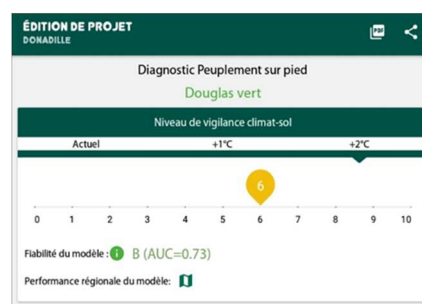 ÉDITION DE PROJET
DONADILLE
PDF
Diagnostic Peuplement sur pied
Douglas vert
Niveau de vigilance climat-sol
Actuel +1°C +2°C
6
0 1 2 3 4 5 6 7 8 9 10
Fiabilité du modèle : i B (AUC=0.73)
Performance régionale du modèle: